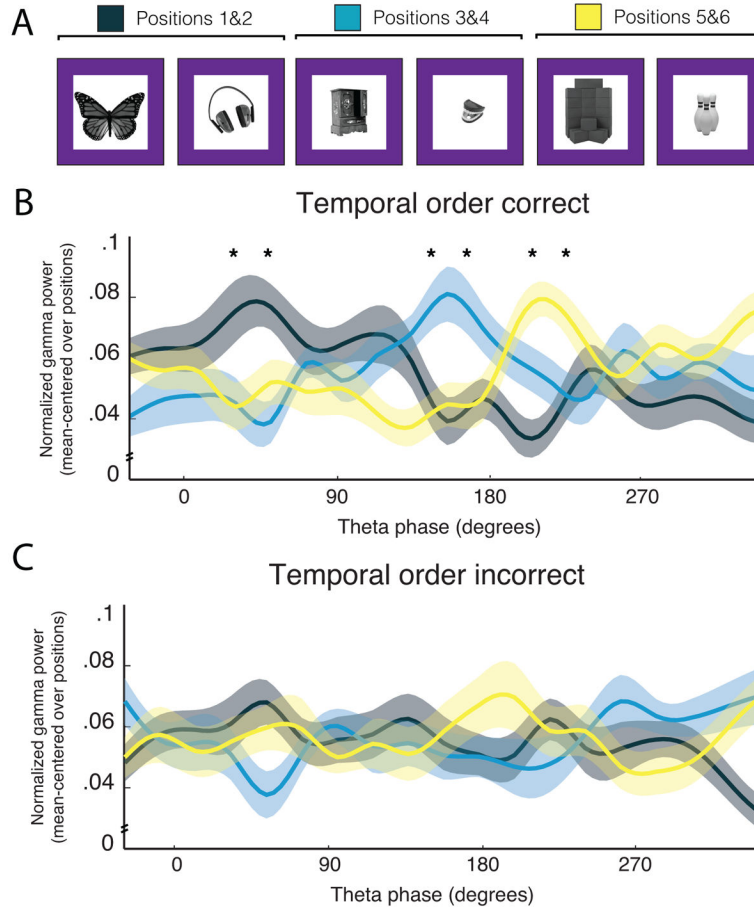 A
Positions 1&2 Positions 3&4 Positions 5&6
B
Temporal order correct
Normalized gamma power
(mean-centered over positions)
.1
.08
.06
.04
0
* * * * * *
0 90 180 270
Theta phase (degrees)
C
Temporal order incorrect
Normalized gamma power
(mean-centered over positions)
.1
.08
.06
.04
0
0 90 180 270
Theta phase (degrees)